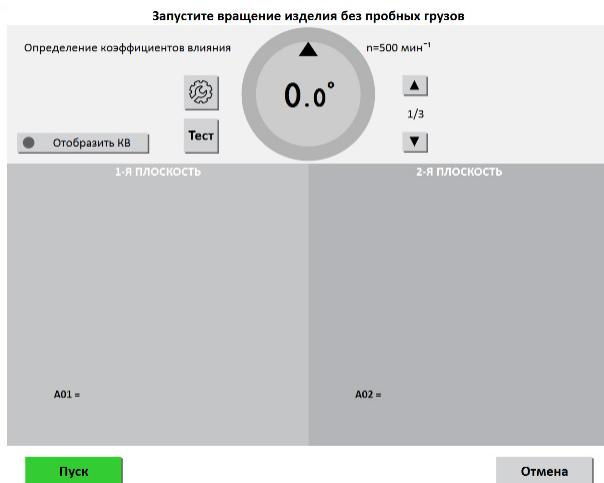 Запустите вращение изделия без пробных грузов
Определение коэффициентов влияния
n=500 мин⁻¹
0.0°
1/3
Тест
Отобразить КВ
1-Я ПЛОСКОСТЬ
2-Я ПЛОСКОСТЬ
A01 =
A02 =
Пуск
Отмена